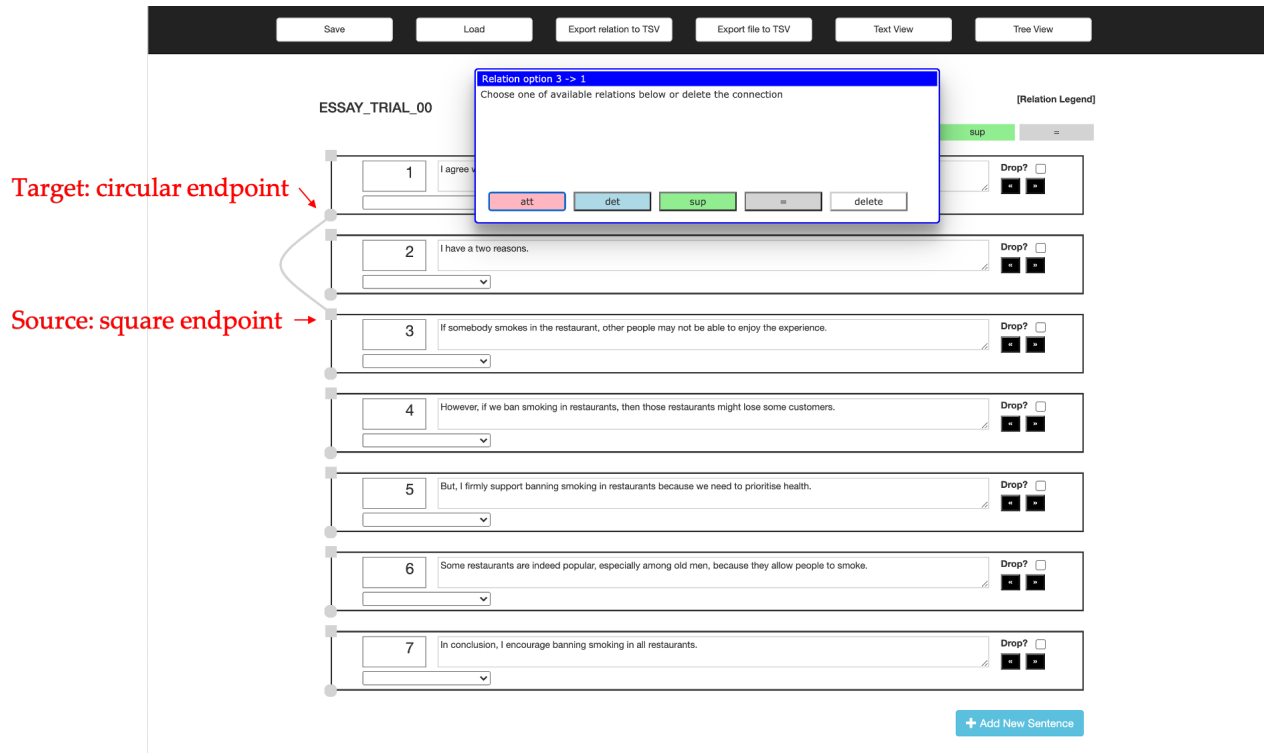 Save Load Export relation to TSV Export file to TSV Text View Tree View
Relation option 3 -> 1
Choose one of available relations below or delete the connection
ESSAY_TRIAL_00
[Relation Legend]
sup =
Target: circular endpoint
1 I agree Drop?
« »
att det sup = delete
2 I have a two reasons. Drop?
« »
Source: square endpoint
3 If somebody smokes in the restaurant, other people may not be able to enjoy the experience. Drop?
« »
4 However, if we ban smoking in restaurants, then those restaurants might lose some customers. Drop?
« »
5 But, I firmly support banning smoking in restaurants because we need to prioritise health. Drop?
« »
6 Some restaurants are indeed popular, especially among old men, because they allow people to smoke. Drop?
« »
7 In conclusion, I encourage banning smoking in all restaurants. Drop?
« »
+ Add New Sentence